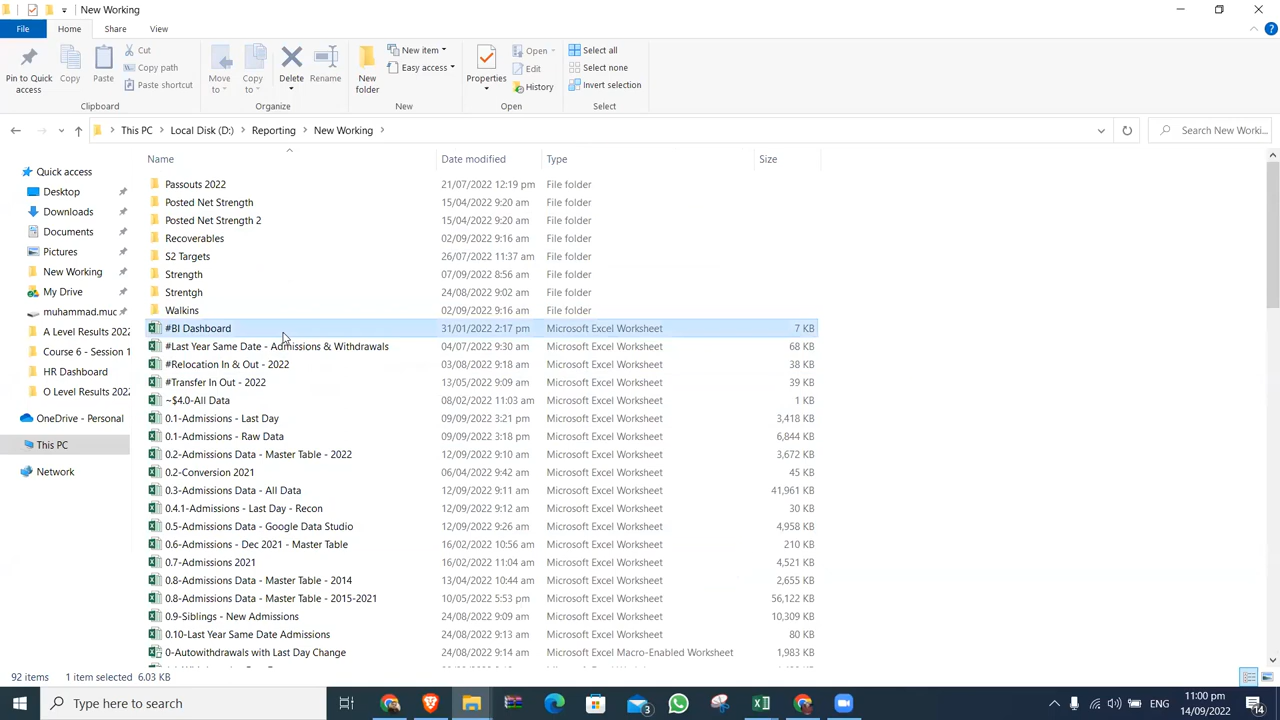 New Working
File Home Share View
Pin to Quick access
Copy
Paste
Cut
Copy path
Paste shortcut
Clipboard
Move to
Copy to
Delete
Rename
Organize
New folder
New item
Easy access
New
Properties
Open
Edit
History
Open
Select all
Select none
Invert selection
Select
This PC > Local Disk (D:) > Reporting > New Working >
Search New Worki...
Quick access
Desktop
Downloads
Documents
Pictures
New Working
My Drive
muhammad.muc
A Level Results 2022
Course 6 - Session 1
HR Dashboard
O Level Results 2022
OneDrive - Personal
This PC
Network
Name Date modified Type Size
Passouts 2022 21/07/2022 12:19 pm File folder
Posted Net Strength 15/04/2022 9:20 am File folder
Posted Net Strength 2 15/04/2022 9:20 am File folder
Recoverables 02/09/2022 9:16 am File folder
S2 Targets 26/07/2022 11:37 am File folder
Strength 07/09/2022 8:56 am File folder
Strentgh 24/08/2022 9:02 am File folder
Walkins 02/09/2022 9:16 am File folder
#BI Dashboard 31/01/2022 2:17 pm Microsoft Excel Worksheet 7 KB
#Last Year Same Date - Admissions & Withdrawals 04/07/2022 9:30 am Microsoft Excel Worksheet 68 KB
#Relocation In & Out - 2022 03/08/2022 9:18 am Microsoft Excel Worksheet 38 KB
#Transfer In Out - 2022 13/05/2022 9:09 am Microsoft Excel Worksheet 39 KB
~$4.0-All Data 08/02/2022 11:03 am Microsoft Excel Worksheet 1 KB
0.1-Admissions - Last Day 09/09/2022 3:21 pm Microsoft Excel Worksheet 3,418 KB
0.1-Admissions - Raw Data 09/09/2022 3:18 pm Microsoft Excel Worksheet 6,844 KB
0.2-Admissions Data - Master Table - 2022 12/09/2022 9:10 am Microsoft Excel Worksheet 3,672 KB
0.2-Conversion 2021 06/04/2022 9:42 am Microsoft Excel Worksheet 45 KB
0.3-Admissions Data - All Data 12/09/2022 9:11 am Microsoft Excel Worksheet 41,961 KB
0.4.1-Admissions - Last Day - Recon 12/09/2022 9:12 am Microsoft Excel Worksheet 30 KB
0.5-Admissions Data - Google Data Studio 12/09/2022 9:26 am Microsoft Excel Worksheet 4,958 KB
0.6-Admissions - Dec 2021 - Master Table 16/02/2022 10:56 am Microsoft Excel Worksheet 210 KB
0.7-Admissions 2021 16/02/2022 11:04 am Microsoft Excel Worksheet 4,521 KB
0.8-Admissions Data - Master Table - 2014 13/04/2022 10:44 am Microsoft Excel Worksheet 2,655 KB
0.8-Admissions Data - Master Table - 2015-2021 10/05/2022 5:53 pm Microsoft Excel Worksheet 56,122 KB
0.9-Siblings - New Admissions 24/08/2022 9:09 am Microsoft Excel Worksheet 10,309 KB
0.10-Last Year Same Date Admissions 24/08/2022 9:13 am Microsoft Excel Worksheet 80 KB
0-Autowithdrawals with Last Day Change 24/08/2022 9:14 am Microsoft Excel Macro-Enabled Worksheet 1,983 KB
92 items 1 item selected 6.03 KB
Type here to search
3
ENG
11:00 pm
14/09/2022
14